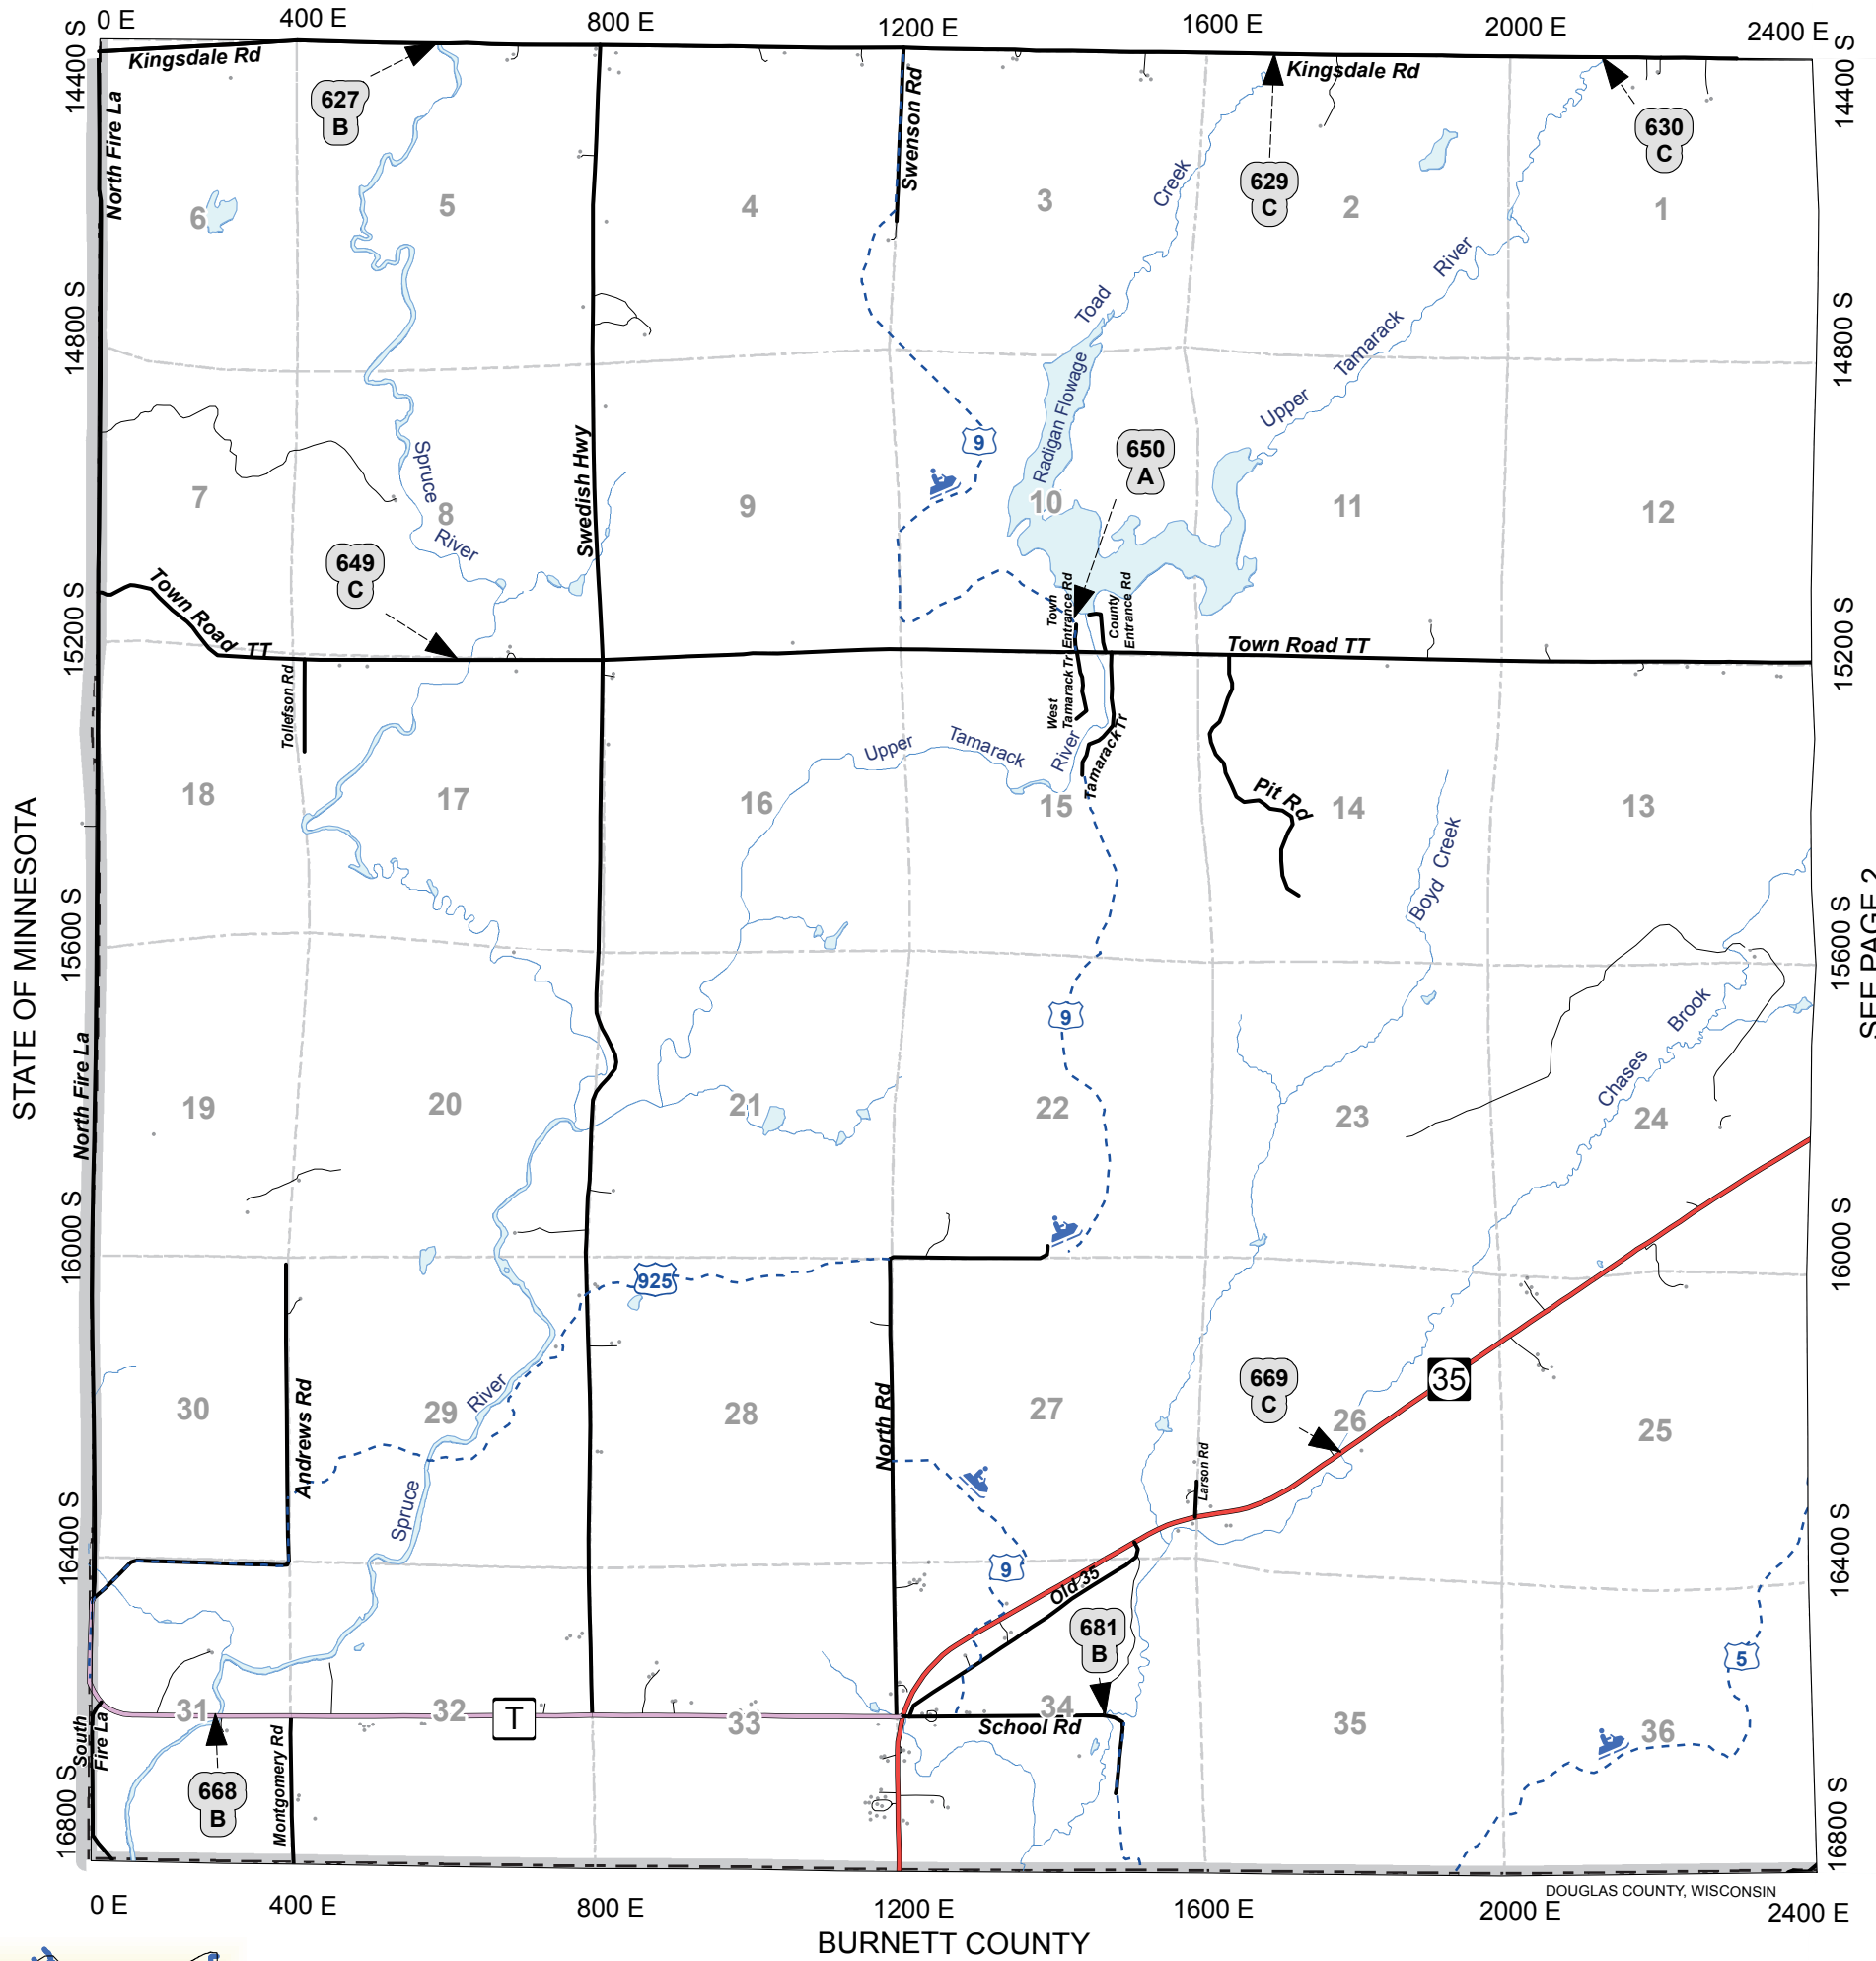 0 E
400 E
800 E
1200 E
1600 E
2000 E
2400 E
14400 S
14400 S
Kingsdale Rd
Kingsdale Rd
North Fire La
Swenson Rd
627
B
629
C
630
C
6
5
4
3
2
1
Toad Creek
Upper Tamarack River
14800 S
14800 S
Radigan Flowage
9
650
A
Spruce River
Swedish Hwy
7
8
9
10
11
12
649
C
Town
Entrance Rd
County
Entrance Rd
15200 S
15200 S
Town Road TT
Town Road TT
Tollefson Rd
West
Tamarack Tr
Tamarack Tr
Upper Tamarack River
Pit Rd
18
17
16
15
14
13
Boyd Creek
STATE OF MINNESOTA
SEE PAGE 2
15600 S
15600 S
9
Chases Brook
North Fire La
19
20
21
22
23
24
16000 S
16000 S
925
35
669
C
30
29
28
27
26
25
Andrews Rd
Spruce River
North Rd
Larson Rd
16400 S
16400 S
9
Old 35
681
B
5
31
32
T
33
34
35
36
School Rd
South
Fire La
668
B
Montgomery Rd
16800 S
16800 S
DOUGLAS COUNTY, WISCONSIN
0 E
400 E
800 E
1200 E
1600 E
2000 E
2400 E
BURNETT COUNTY